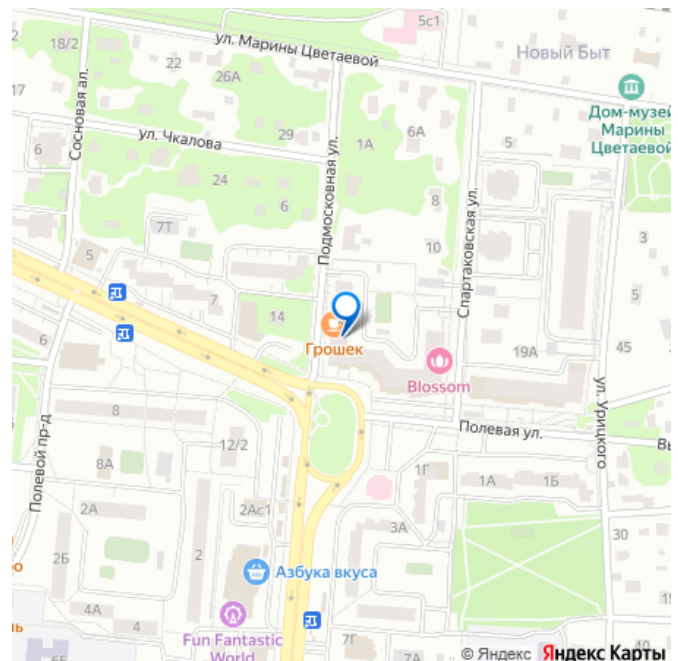 5с1
18/2
ул. Марины Цветаевой
Новый Быт
22
26А
17
Сосновая ал.
Дом-музей
Марины
Цветаевой
29
1А
6А
5
ул. Чкалова
6
24
6
8
Подмосковная ул.
Спартаковская ул.
7Т
10
3
5
7
14
Грошек
19А
45
Blossom
6
ул. Урицкого
8
Полевая ул.
Полевой пр-д
12/2
8А
1Г
1А
1Б
2А
2Ас1
3А
30
2Б
2
Азбука вкуса
4А
Fun Fantastic
World
7Г
7А
6Б
40
© Яндекс Яндекс Карты